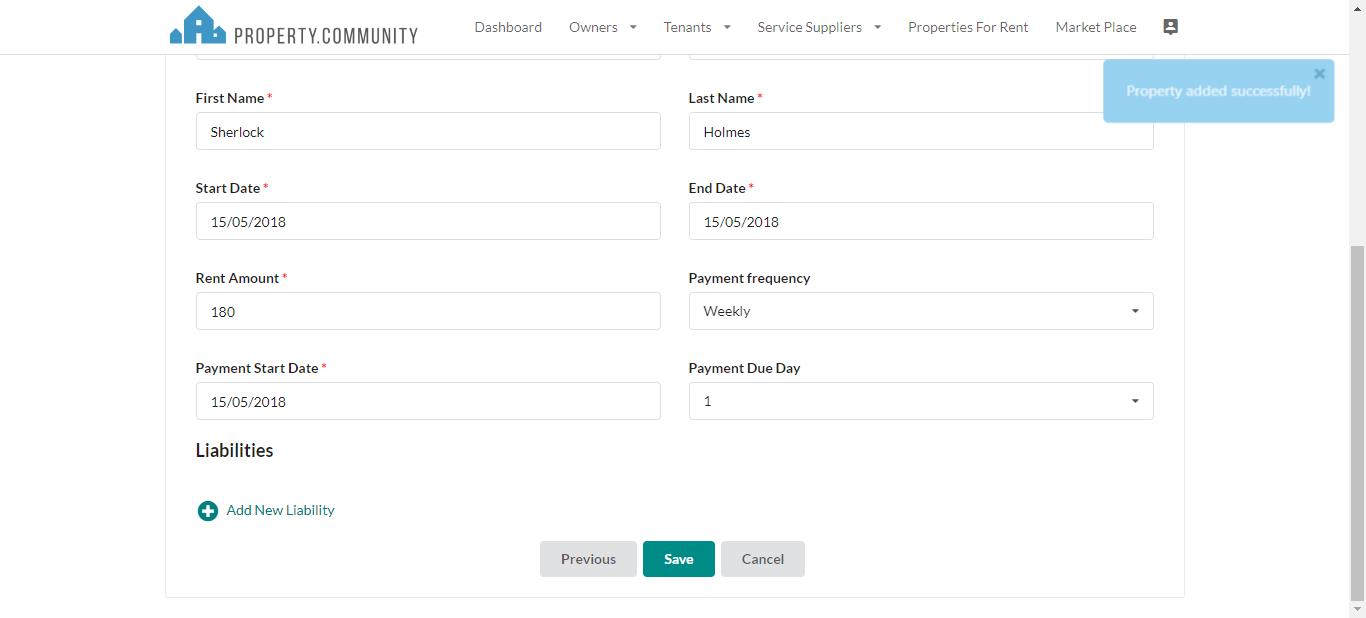 PROPERTY.COMMUNITY
Dashboard Owners Tenants Service Suppliers Properties For Rent Market Place
Property added successfully!
First Name * Last Name *
Sherlock Holmes
Start Date * End Date *
15/05/2018 15/05/2018
Rent Amount * Payment frequency
180 Weekly
Payment Start Date * Payment Due Day
15/05/2018 1
Liabilities
Add New Liability
Previous Save Cancel